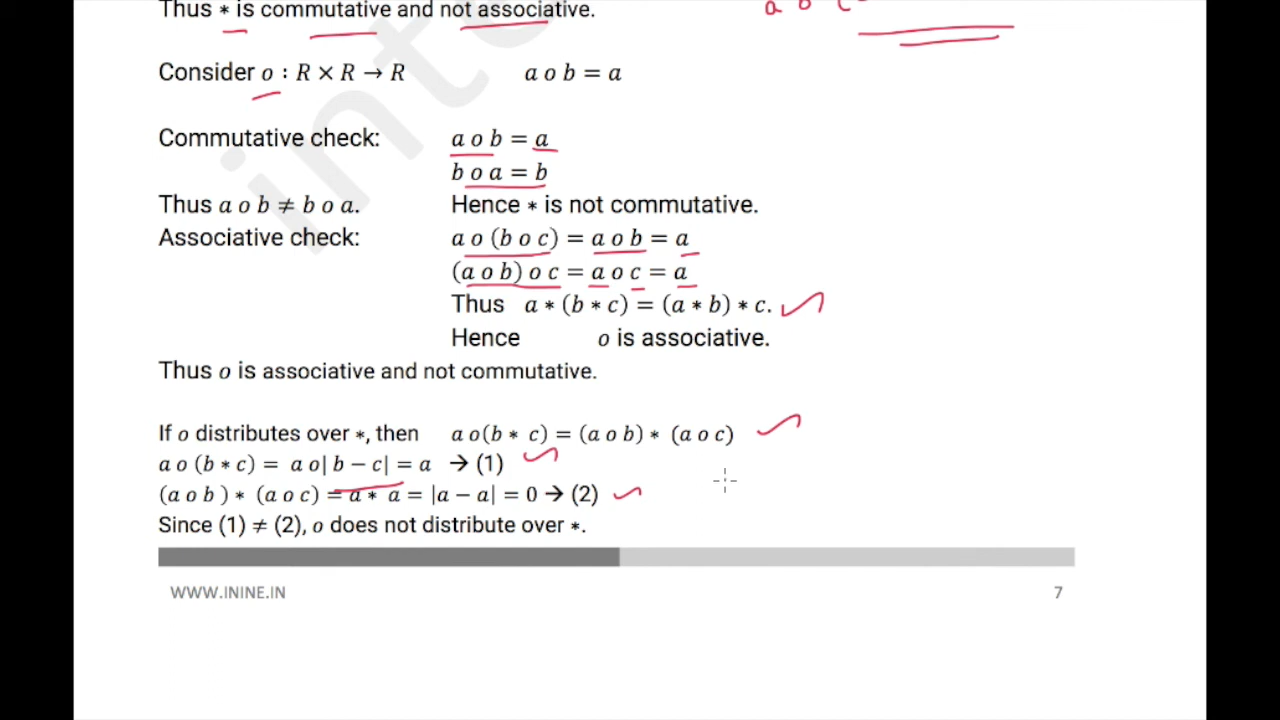 Thus * is commutative and not associative.
a b c
Consider o : R × R → R a o b = a
Commutative check: a o b = a
b o a = b
Thus a o b ≠ b o a. Hence * is not commutative.
Associative check: a o (b o c) = a o b = a
(a o b) o c = a o c = a
Thus a * (b * c) = (a * b) * c.
Hence o is associative.
Thus o is associative and not commutative.
If o distributes over *, then a o(b * c) = (a o b) * (a o c)
a o (b * c) = a o| b − c| = a → (1)
(a o b ) * (a o c) = a * a = |a − a| = 0 → (2)
Since (1) ≠ (2), o does not distribute over *.
WWW.ININE.IN 7